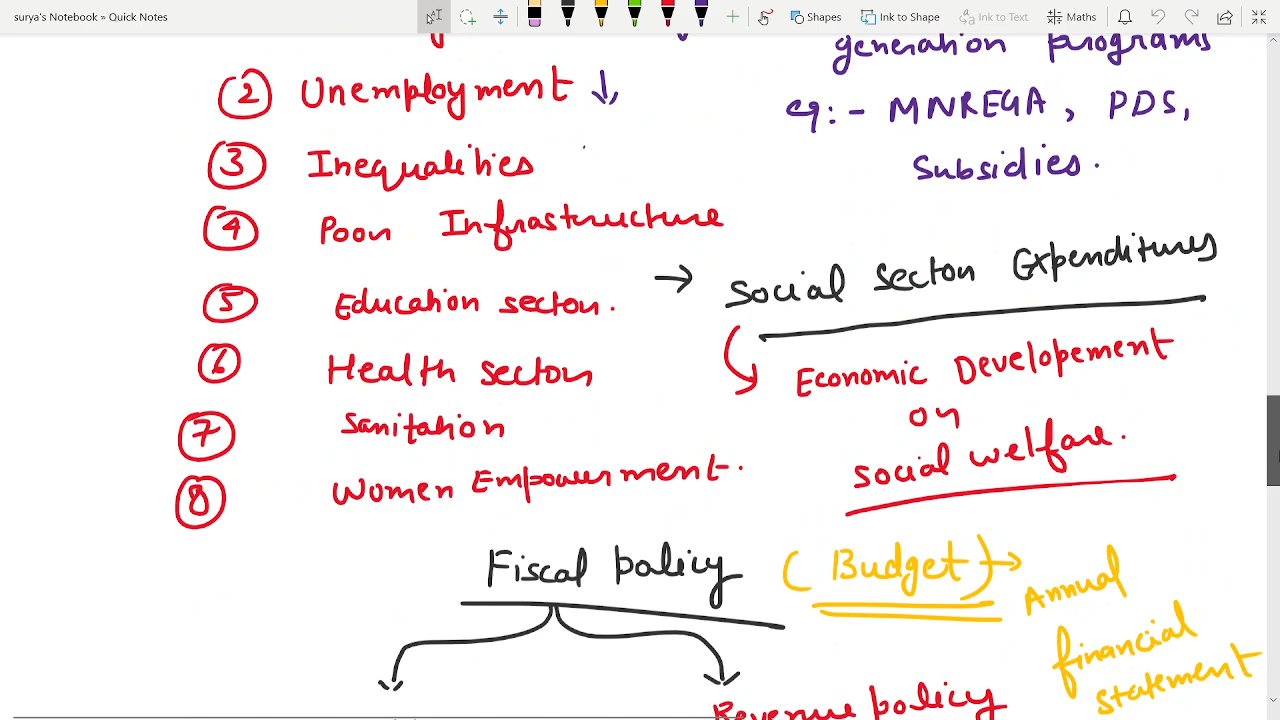 surya's Notebook » Quick Notes
Shapes
Ink to Shape
Ink to Text
Maths
generation programs
② Unemployment ↓,
eg:- MNREGA, PDS,
③ Inequalities
Subsidies.
④ Poor Infrastructure
→ Social Sector Expenditures
⑤ Education sector.
⑥ Health sector
Economic Developement
or
⑦ Sanitation
Social welfare.
⑧ Women Empowerment.
Fiscal policy (Budget) →
Annual
financial
statement
Revenue policy